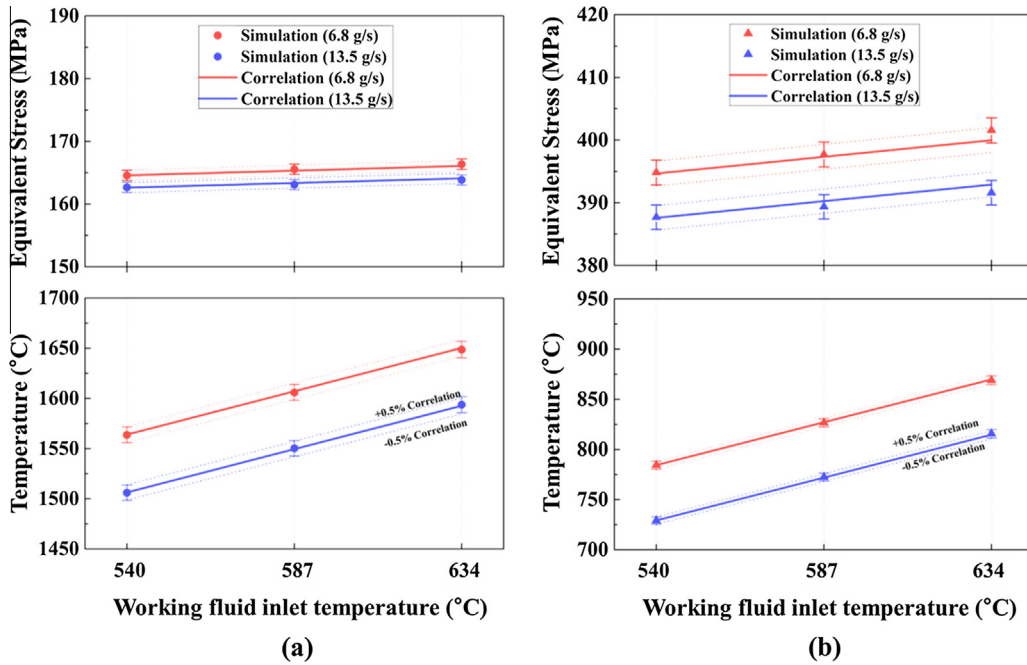 190
180
170
160
150
Equivalent Stress (MPa)
Simulation (6.8 g/s)
Simulation (13.5 g/s)
Correlation (6.8 g/s)
Correlation (13.5 g/s)
1700
1650
1600
1550
1500
1450
Temperature (°C)
+0.5% Correlation
-0.5% Correlation
540 587 634
Working fluid inlet temperature (°C)
(a)
420
410
400
390
380
Equivalent Stress (MPa)
Simulation (6.8 g/s)
Simulation (13.5 g/s)
Correlation (6.8 g/s)
Correlation (13.5 g/s)
950
900
850
800
750
700
Temperature (°C)
+0.5% Correlation
-0.5% Correlation
540 587 634
Working fluid inlet temperature (°C)
(b)